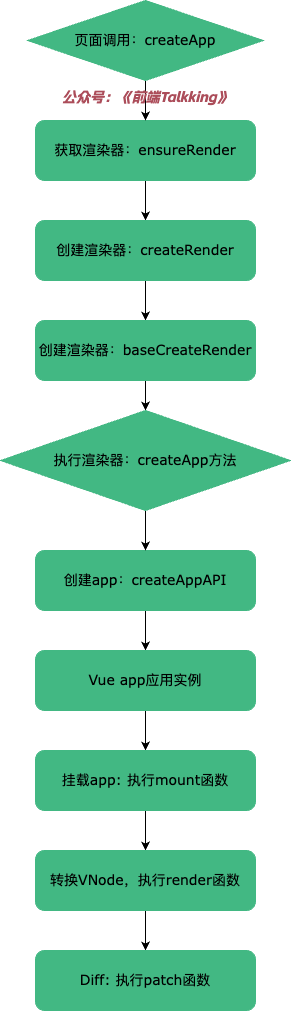 页面调用：createApp
公众号：《前端Talkking》
获取渲染器：ensureRender
创建渲染器：createRender
创建渲染器：baseCreateRender
执行渲染器：createApp方法
创建app：createAppAPI
Vue app应用实例
挂载app: 执行mount函数
转换VNode，执行render函数
Diff: 执行patch函数